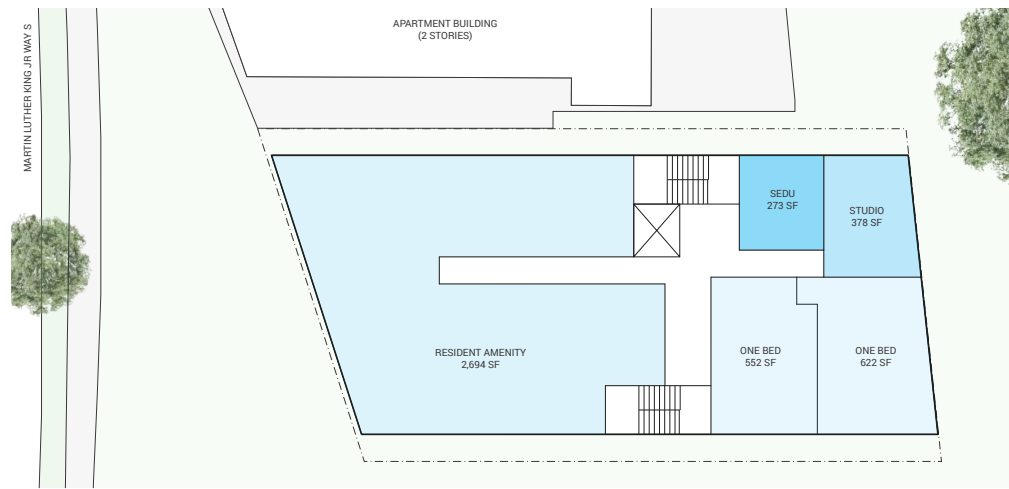 MARTIN LUTHER KING JR WAY S
APARTMENT BUILDING
(2 STORIES)
SEDU
273 SF
STUDIO
378 SF
RESIDENT AMENITY
2,694 SF
ONE BED
552 SF
ONE BED
622 SF